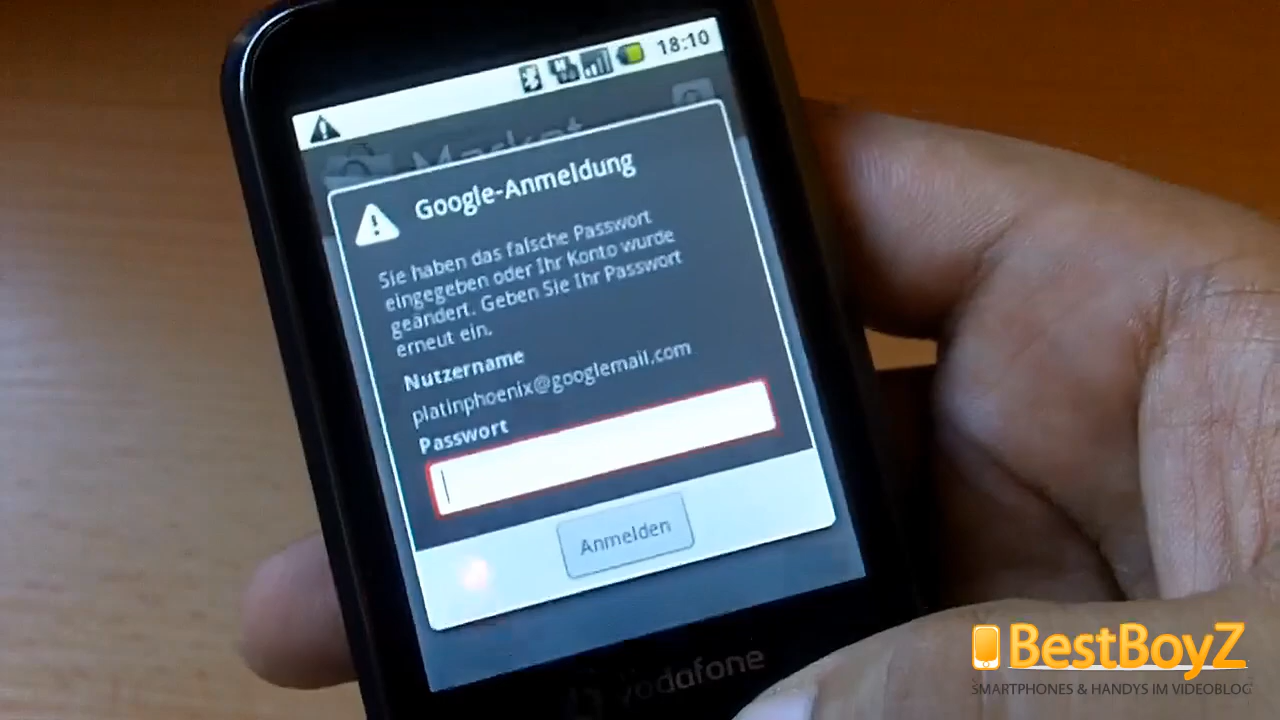 18:10
Market
Google-Anmeldung
Sie haben das falsche Passwort
eingegeben oder Ihr Konto wurde
geändert. Geben Sie Ihr Passwort
erneut ein.
Nutzername
platinphoenix@googlemail.com
Passwort
Anmelden
vodafone
BestBoyZ
SMARTPHONES & HANDYS IM VIDEOBLOG